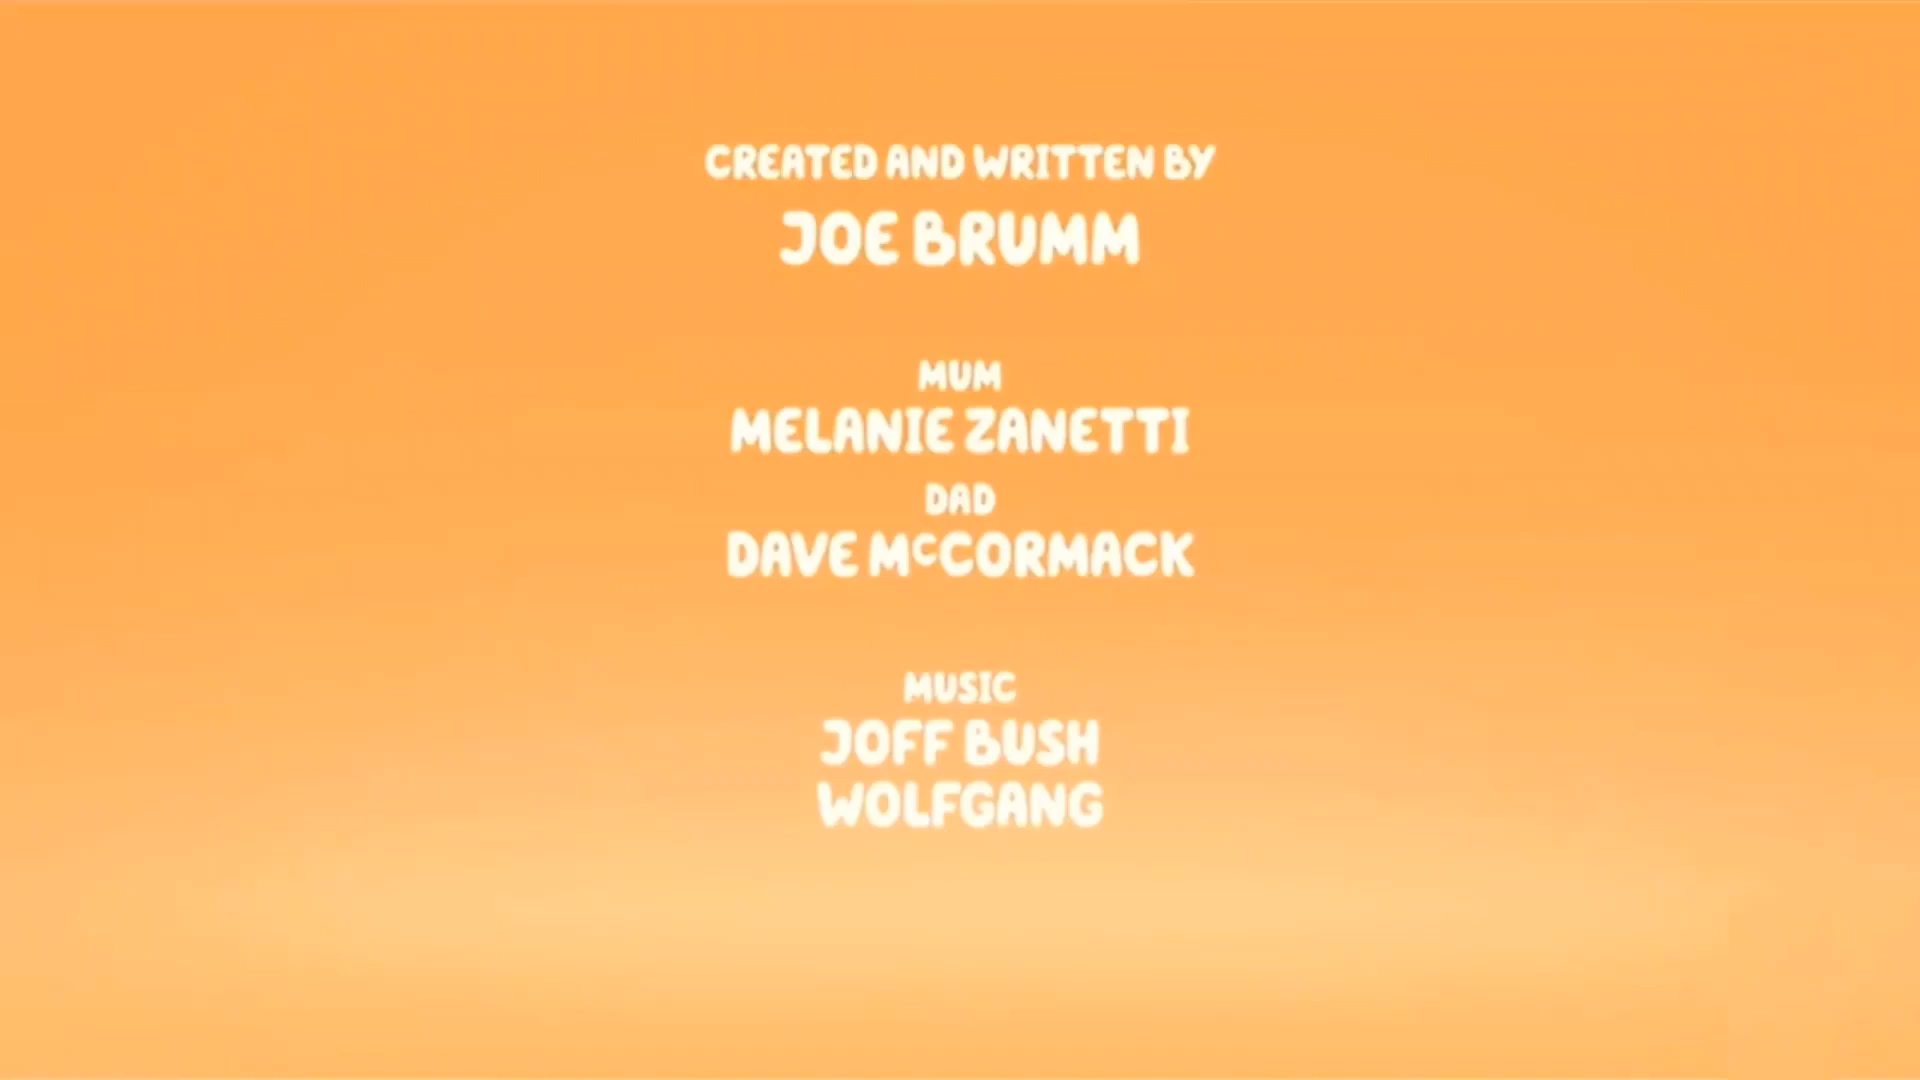 CREATED AND WRITTEN BY
JOE BRUMM
MUM
MELANIE ZANETTI
DAD
DAVE McCORMACK
MUSIC
JOFF BUSH
WOLFGANG